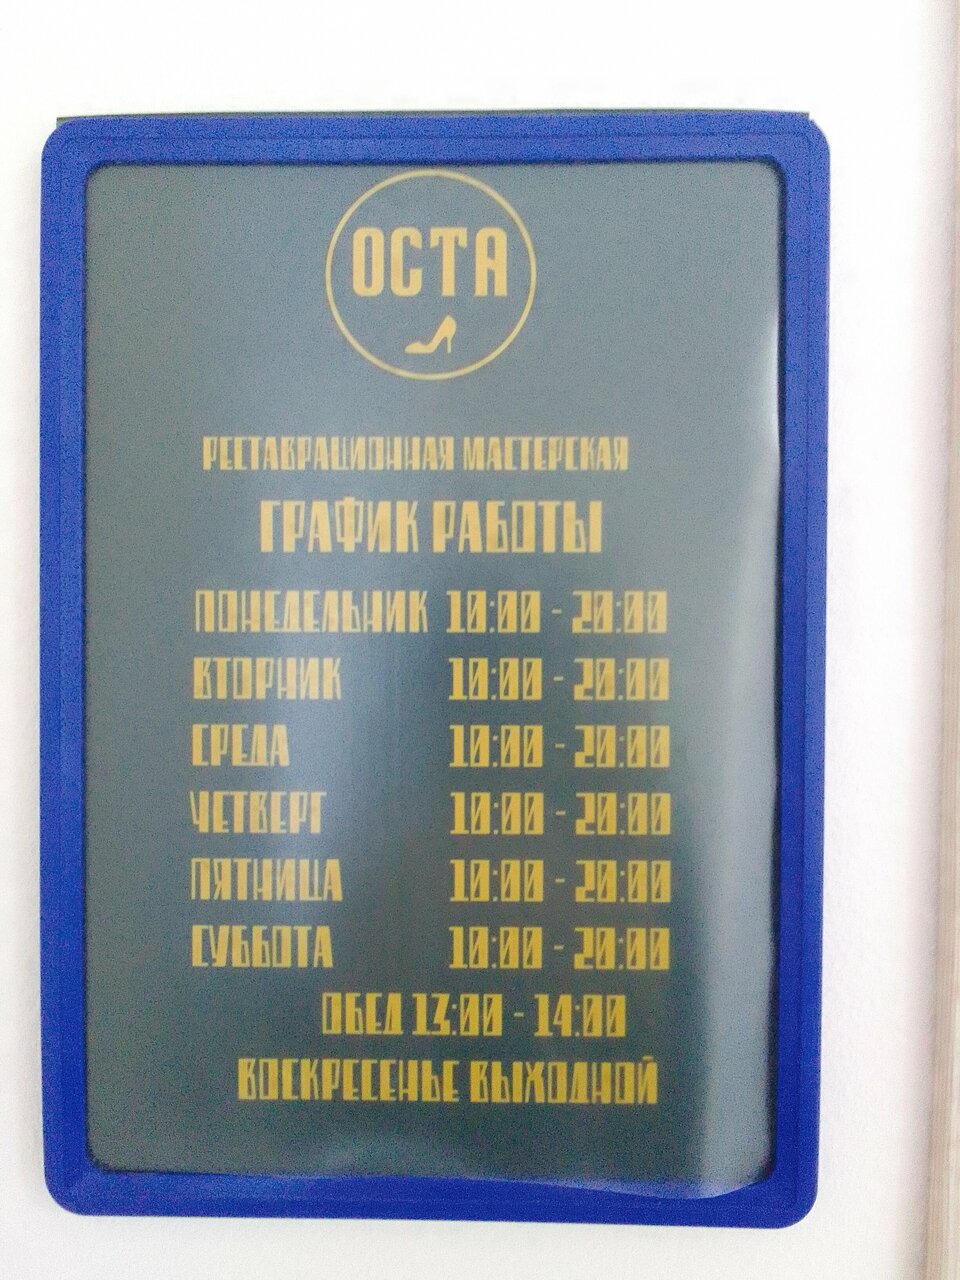 ОСТА
РЕСТАВРАЦИОННАЯ МАСТЕРСКАЯ
ГРАФИК РАБОТЫ
ПОНЕДЕЛЬНИК 10:00 - 20:00
ВТОРНИК 10:00 - 20:00
СРЕДА 10:00 - 20:00
ЧЕТВЕРГ 10:00 - 20:00
ПЯТНИЦА 10:00 - 20:00
СУББОТА 10:00 - 20:00
ОБЕД 13:00 - 14:00
ВОСКРЕСЕНЬЕ ВЫХОДНОЙ